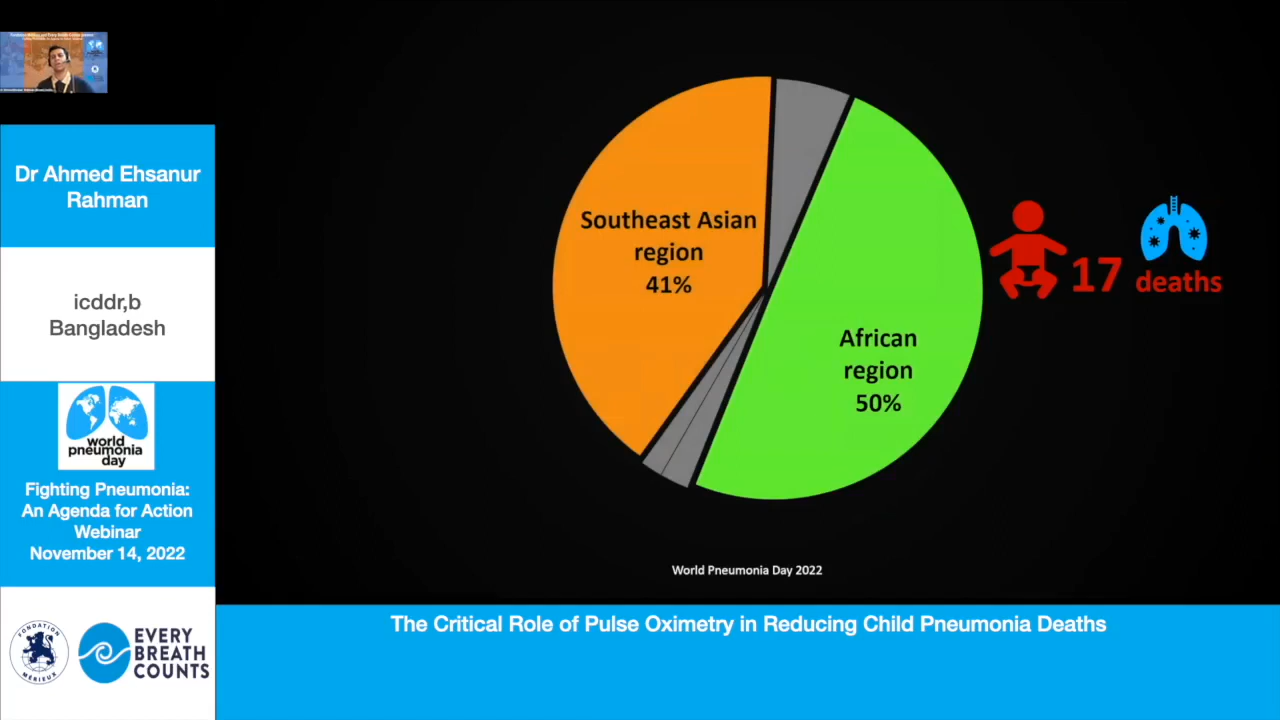 Dr Ahmed Ehsanur
Rahman
icddr,b
Bangladesh
world
pneumonia
day
Fighting Pneumonia:
An Agenda for Action
Webinar
November 14, 2022
FONDATION
MÉRIEUX
EVERY
BREATH
COUNTS
Southeast Asian
region
41%
African
region
50%
17 deaths
World Pneumonia Day 2022
The Critical Role of Pulse Oximetry in Reducing Child Pneumonia Deaths